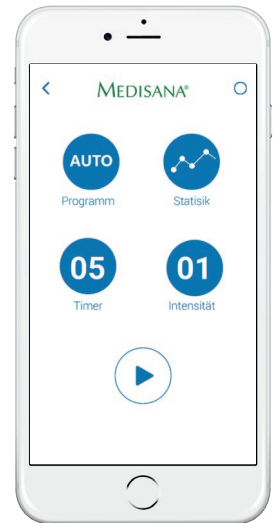 MEDISANA®
AUTO
Programm
Statisik
05
Timer
01
Intensität